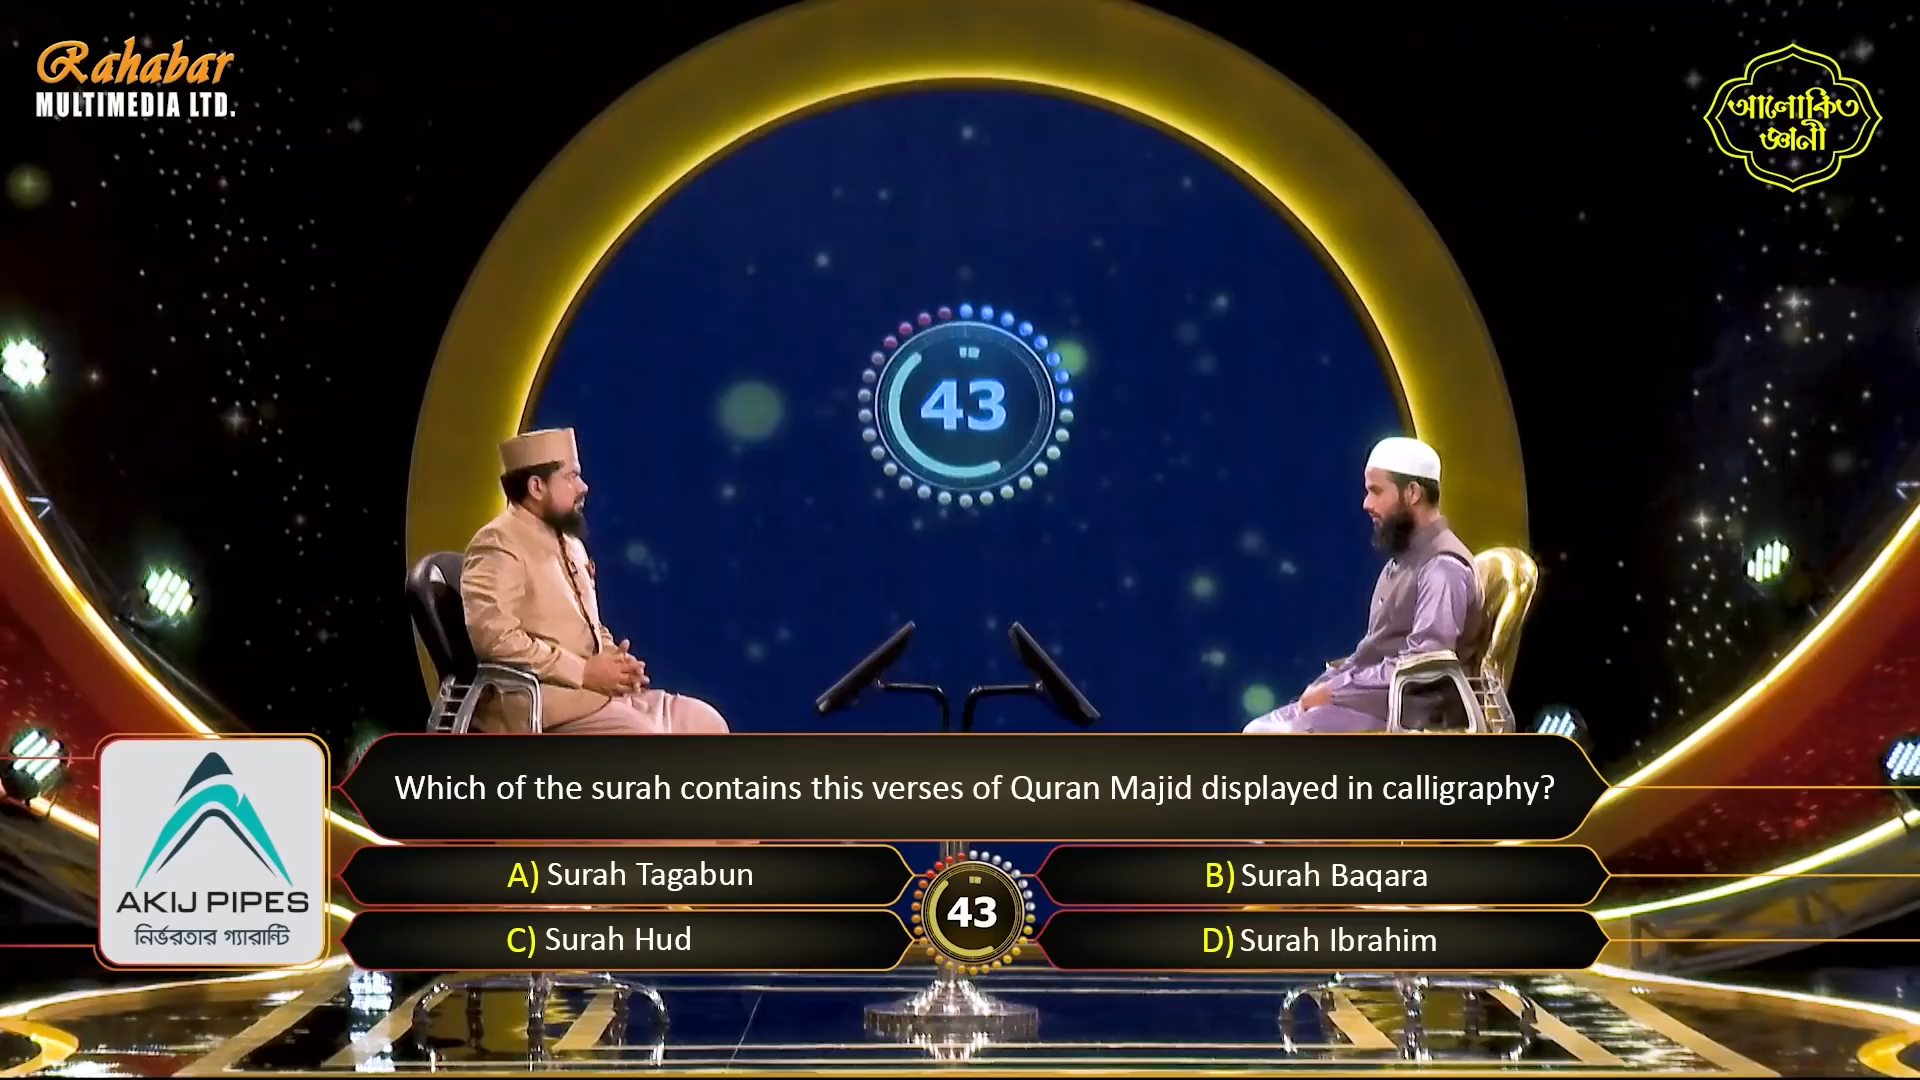 Rahabar
MULTIMEDIA LTD.
আলোকিত
জ্ঞানী
43
Which of the surah contains this verses of Quran Majid displayed in calligraphy?
A) Surah Tagabun
B) Surah Baqara
C) Surah Hud
D) Surah Ibrahim
43
AKIJ PIPES
নির্ভরতার গ্যারান্টি